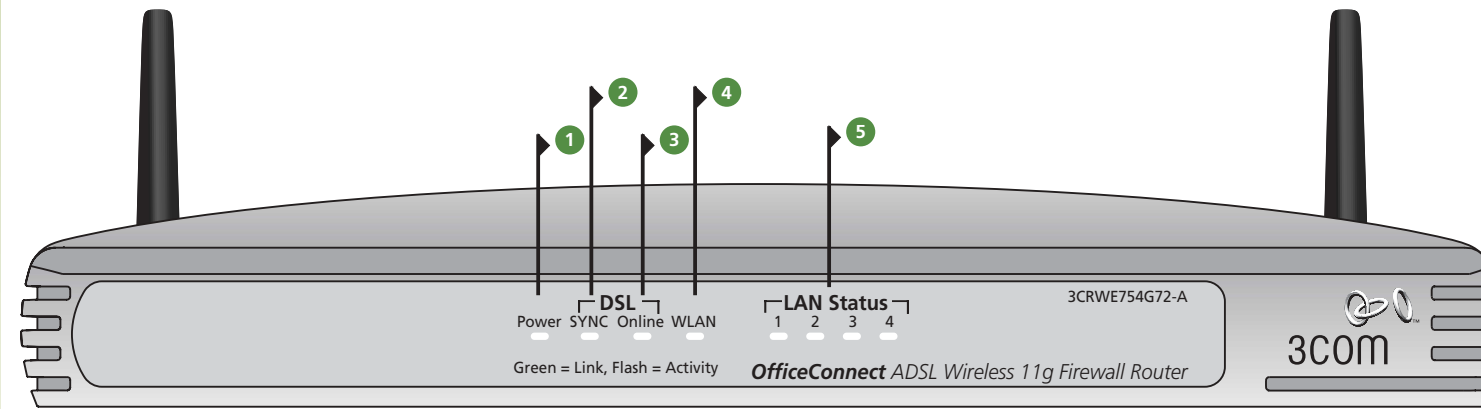 2
4
1
3
5
DSL
LAN Status
3CRWE754G72-A
Power SYNC Online WLAN
1 2 3 4
Green = Link, Flash = Activity
OfficeConnect ADSL Wireless 11g Firewall Router
3COM
TM